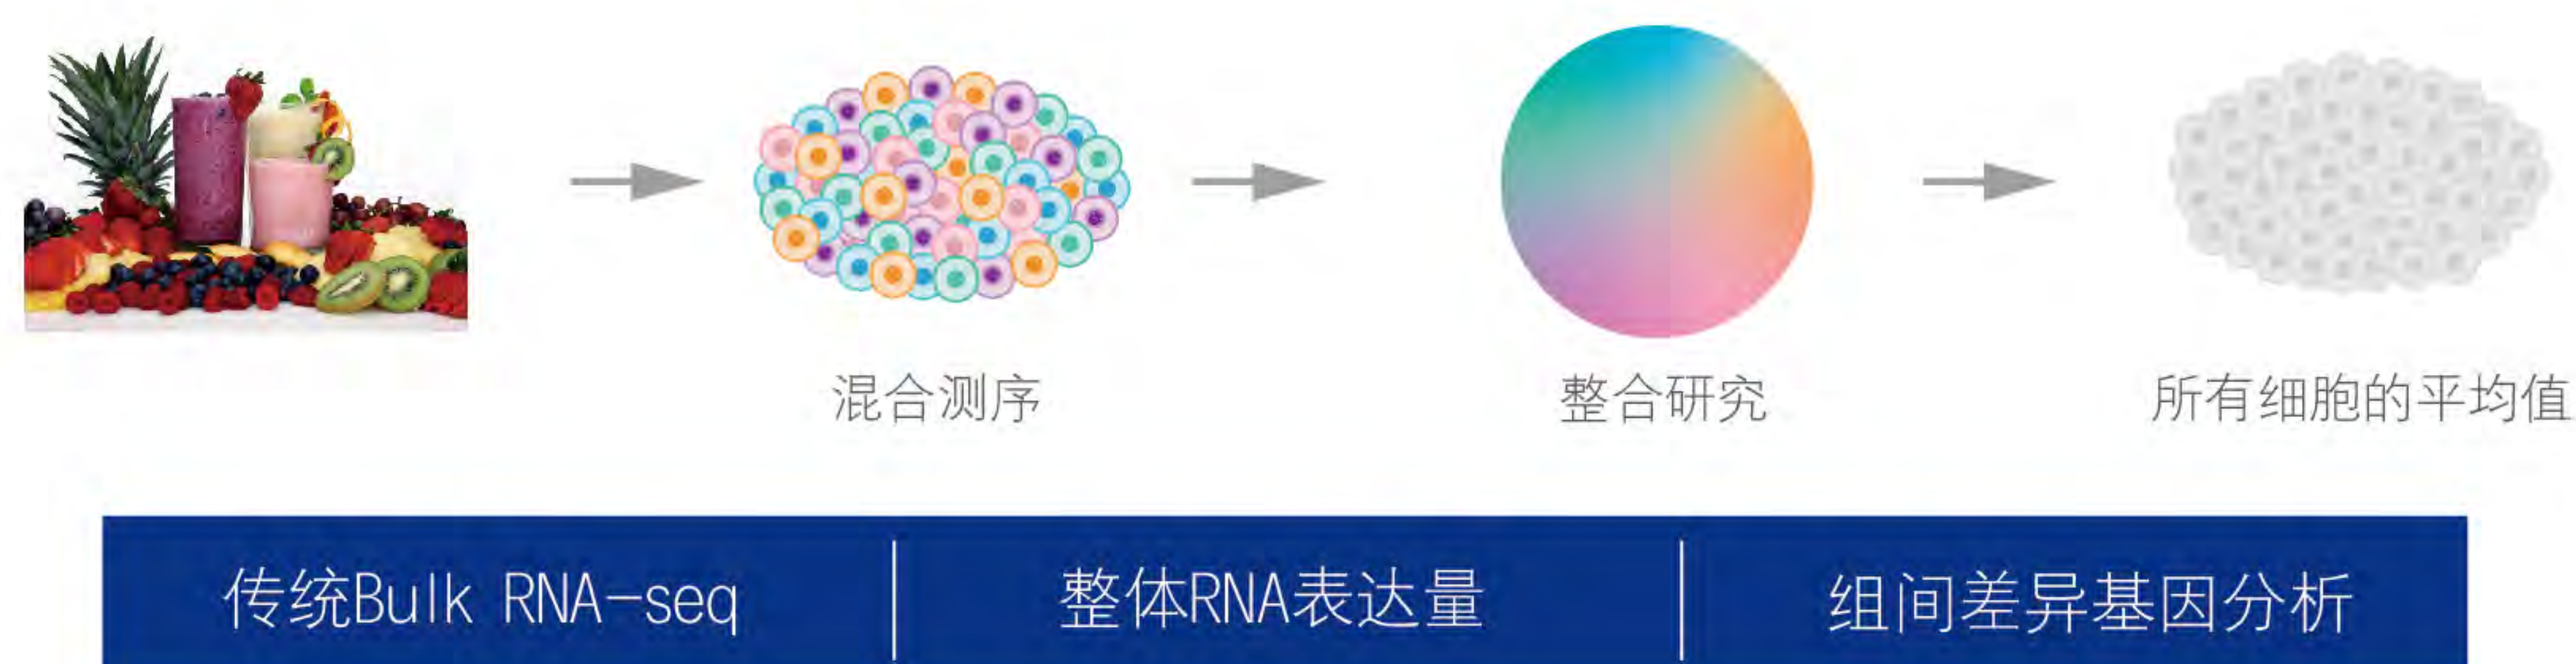 混合测序
整合研究
所有细胞的平均值
传统Bulk RNA-seq
整体RNA表达量
组间差异基因分析